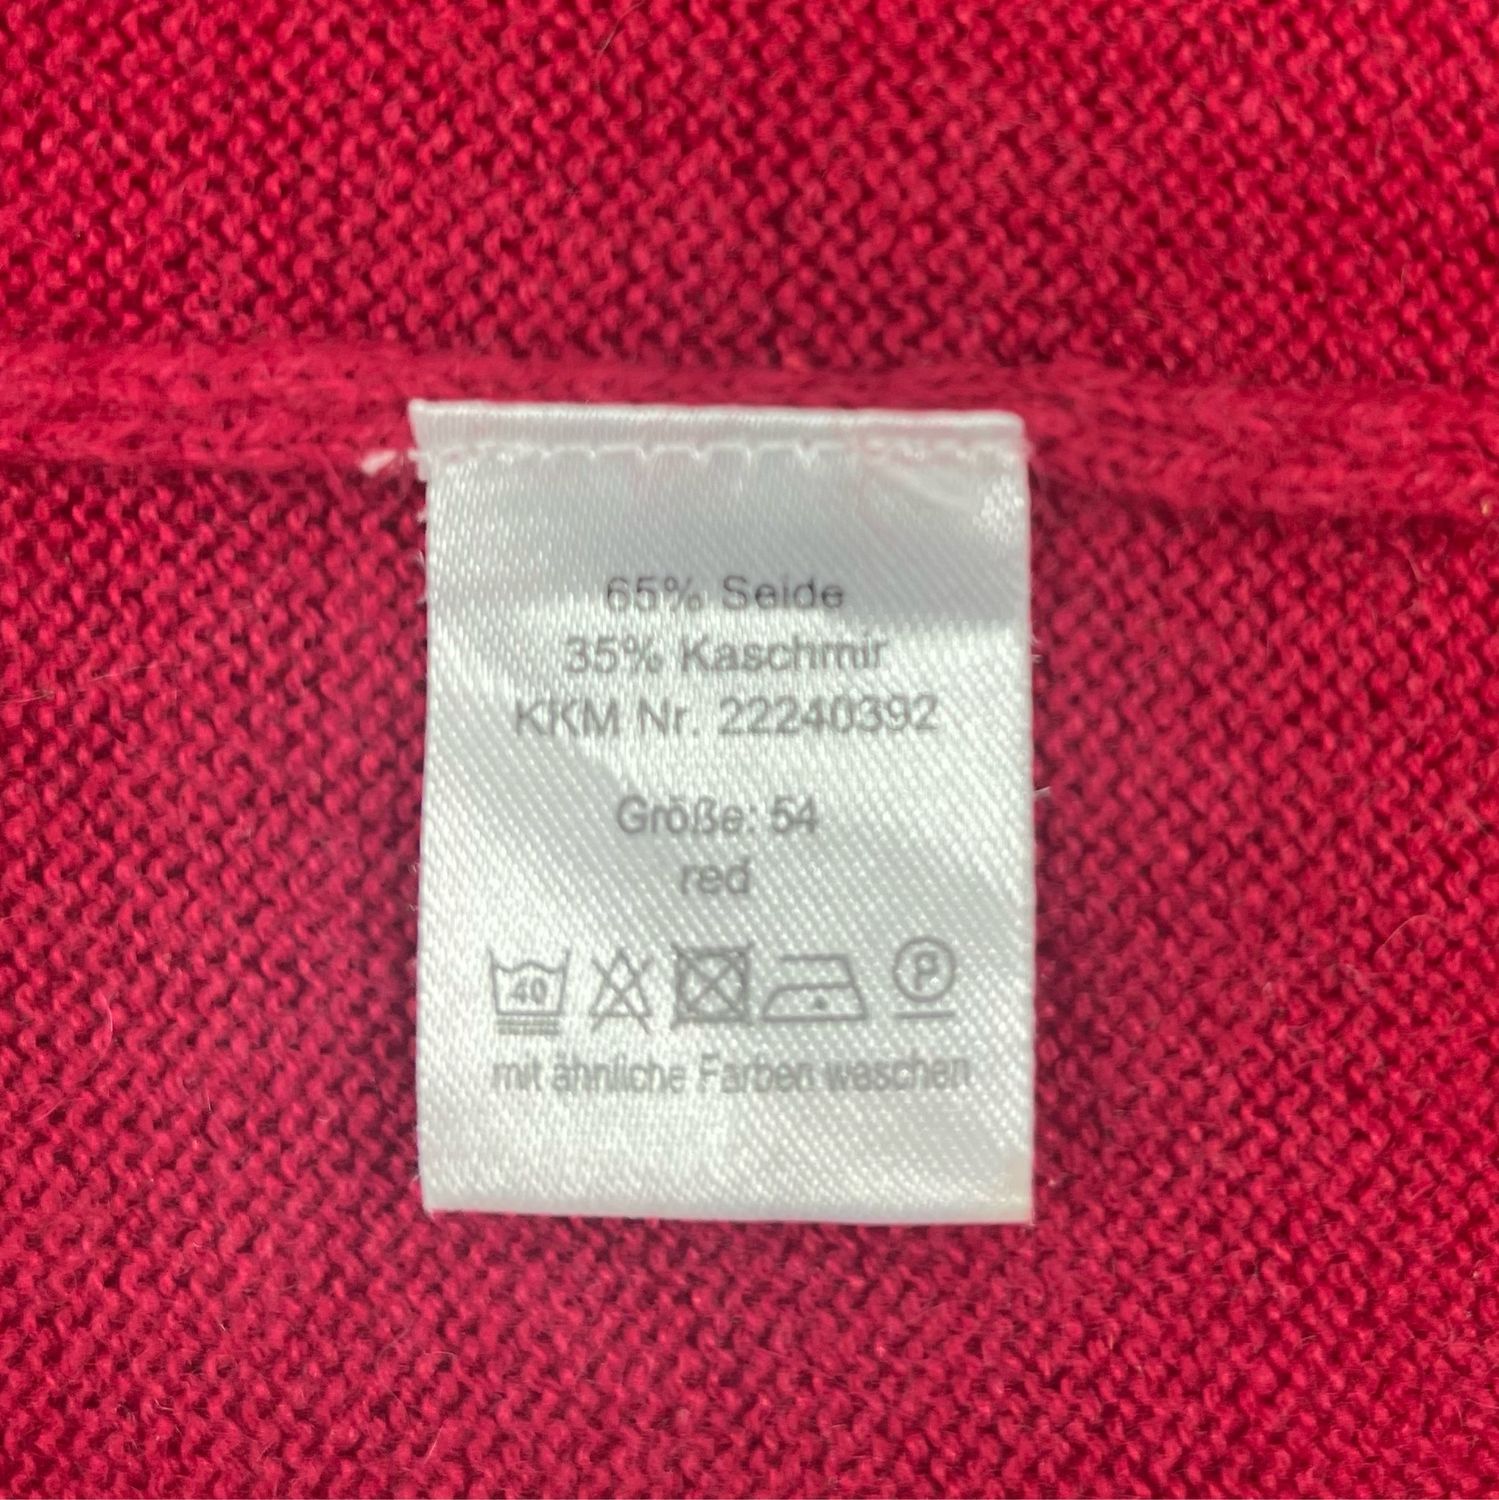 65% Seide
35% Kaschmir
KKM Nr. 22240392
Größe: 54
red
40 P
mit ähnliche Farben waschen